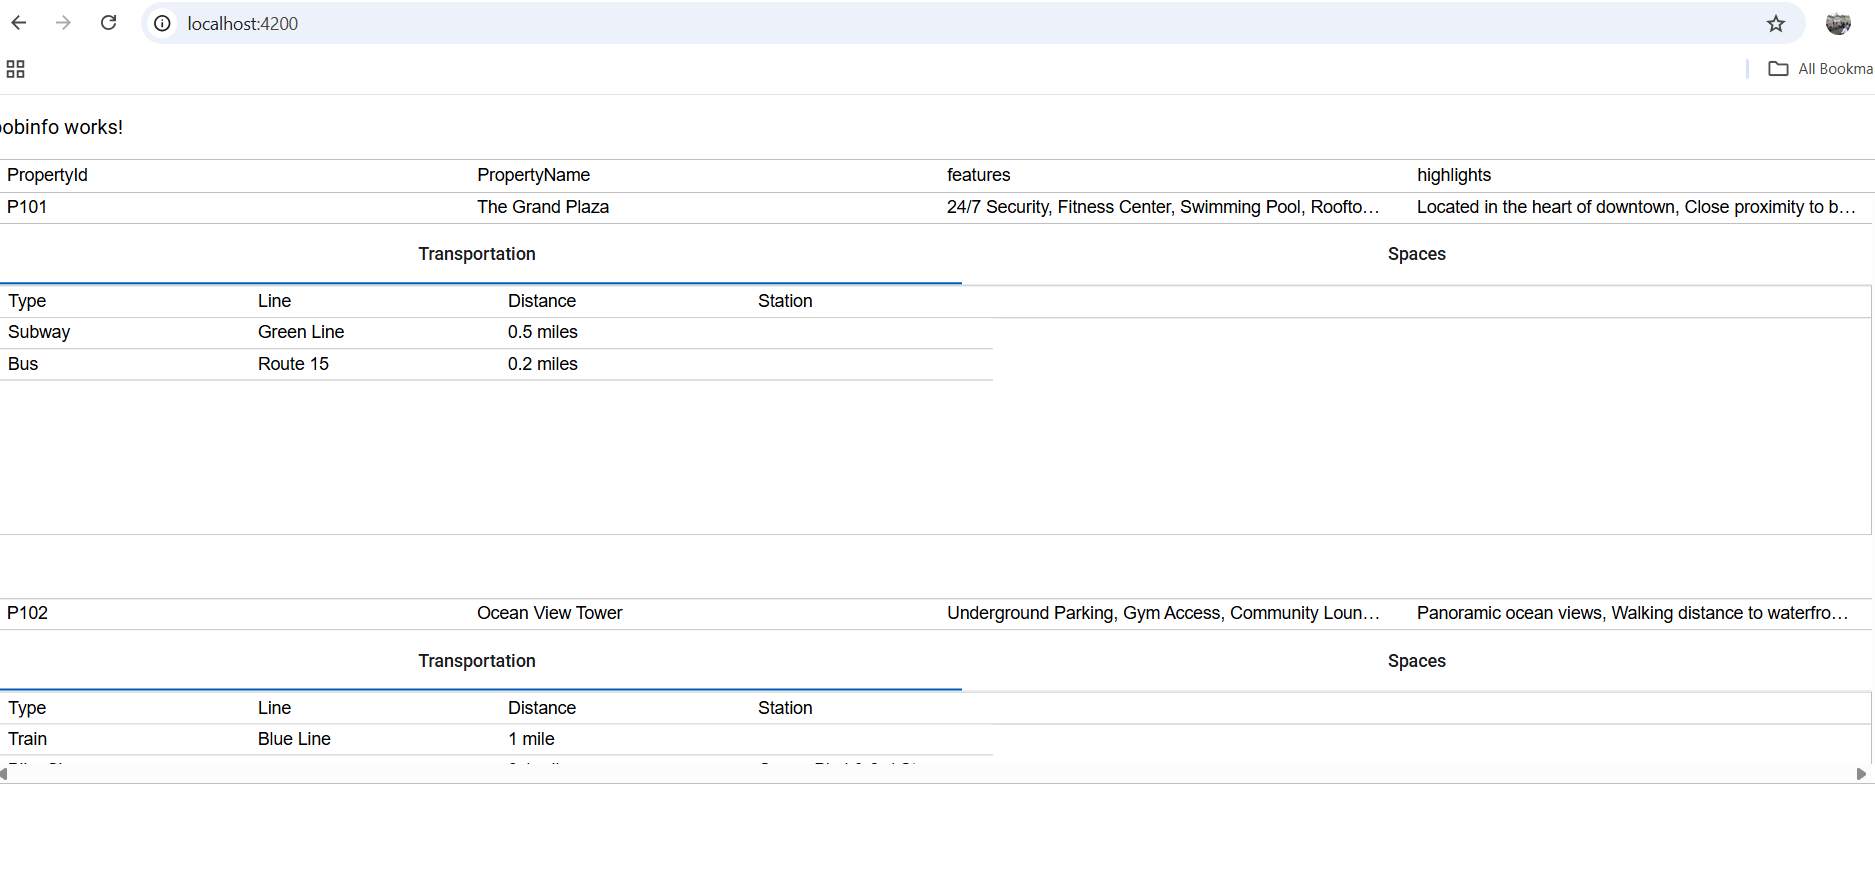 localhost:4200
All Bookma
obinfo works!
PropertyId PropertyName features highlights
P101 The Grand Plaza 24/7 Security, Fitness Center, Swimming Pool, Roofto… Located in the heart of downtown, Close proximity to b…
Transportation Spaces
Type Line Distance Station
Subway Green Line 0.5 miles
Bus Route 15 0.2 miles
P102 Ocean View Tower Underground Parking, Gym Access, Community Loun… Panoramic ocean views, Walking distance to waterfro…
Transportation Spaces
Type Line Distance Station
Train Blue Line 1 mile